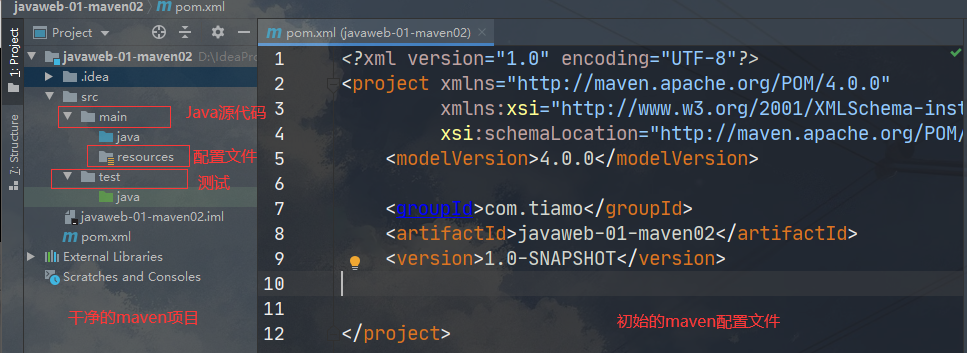 javaweb-01-maven02 pom.xml
Project
pom.xml (javaweb-01-maven02)
1: Project
7: Structure
javaweb-01-maven02 D:\IdeaProj
.idea
src
main
Java源代码
java
resources
配置文件
test
测试
java
javaweb-01-maven02.iml
pom.xml
External Libraries
Scratches and Consoles
干净的maven项目
1 <?xml version="1.0" encoding="UTF-8"?>
2 <project xmlns="http://maven.apache.org/POM/4.0.0"
3 xmlns:xsi="http://www.w3.org/2001/XMLSchema-inst
4 xsi:schemaLocation="http://maven.apache.org/POM/
5 <modelVersion>4.0.0</modelVersion>
6
7 <groupId>com.tiamo</groupId>
8 <artifactId>javaweb-01-maven02</artifactId>
9 <version>1.0-SNAPSHOT</version>
10
11
12 </project>
初始的maven配置文件